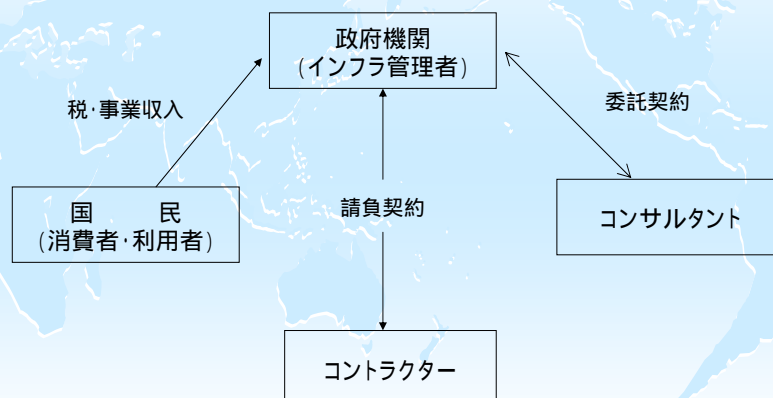 政府機関
(インフラ管理者)
税・事業収入
委託契約
国　　民
(消費者・利用者)
請負契約
コンサルタント
コントラクター